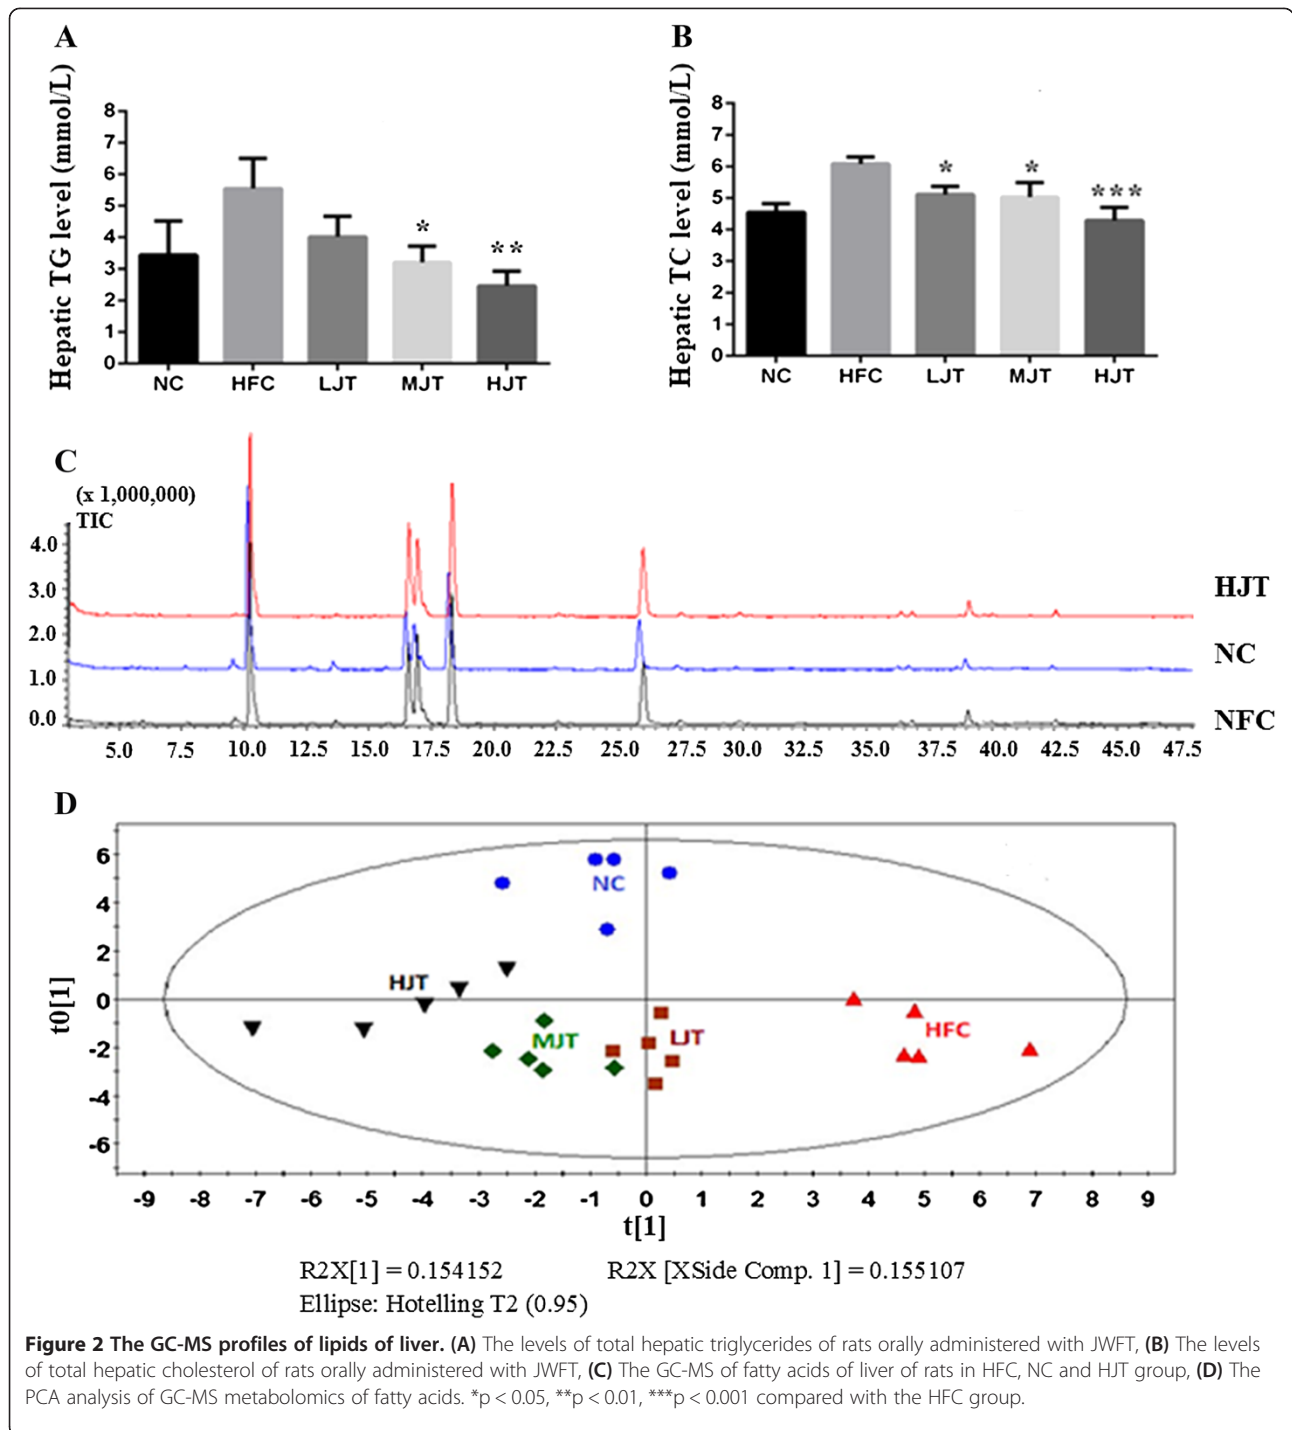 A
Hepatic TG level (mmol/L)
8
7
6
5
4
3
2
1
0
*
**
NC HFC LJT MJT HJT
B
Hepatic TC level (mmol/L)
8
7
6
5
4
3
2
1
0
*
*
***
NC HFC LJT MJT HJT
C
(x 1,000,000)
TIC
4.0
3.0
2.0
1.0
0.0
HJT
NC
NFC
5.0 7.5 10.0 12.5 15.0 17.5 20.0 22.5 25.0 27.5 30.0 32.5 35.0 37.5 40.0 42.5 47.5
D
t0[1]
6
4
2
0
-2
-4
-6
NC
HJT
MJT
LJT
HFC
-9 -8 -7 -6 -5 -4 -3 -2 -1 0 1 2 3 4 5 6 7 8 9
t[1]
R2X[1] = 0.154152 R2X [XSide Comp. 1] = 0.155107
Ellipse: Hotelling T2 (0.95)
Figure 2 The GC-MS profiles of lipids of liver. (A) The levels of total hepatic triglycerides of rats orally administered with JWFT, (B) The levels
of total hepatic cholesterol of rats orally administered with JWFT, (C) The GC-MS of fatty acids of liver of rats in HFC, NC and HJT group, (D) The
PCA analysis of GC-MS metabolomics of fatty acids. *p < 0.05, **p < 0.01, ***p < 0.001 compared with the HFC group.